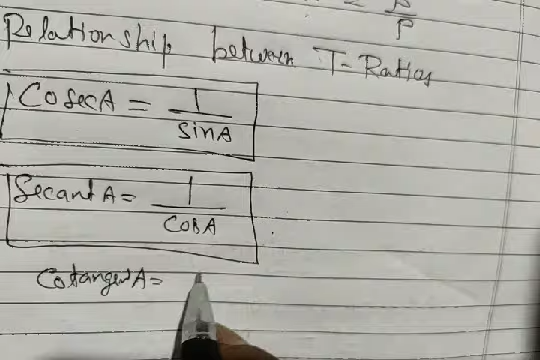 = B/P
Relationship between T-Ratios
CosecA = 1/sinA
Secant A = 1/CosA
Cotangent A =